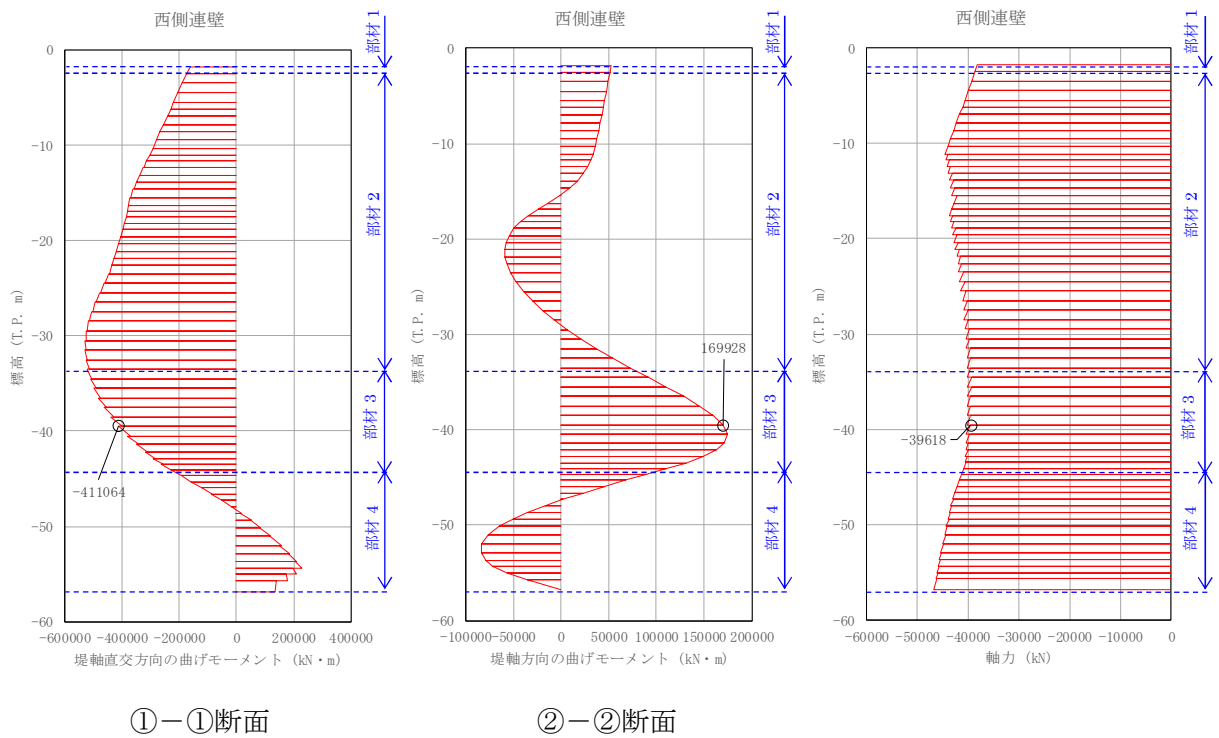 西側連壁
部材 1
部材 2
部材 3
部材 4
0
-10
-20
-30
-40
-50
-60
標高 (T.P. m)
-411064
-600000 -400000 -200000 0 200000 400000
堤軸直交方向の曲げモーメント (kN・m)
①－①断面
西側連壁
部材 1
部材 2
部材 3
部材 4
0
-10
-20
-30
-40
-50
-60
標高 (T.P. m)
169928
-100000 -50000 0 50000 100000 150000 200000
堤軸方向の曲げモーメント (kN・m)
②－②断面
西側連壁
部材 1
部材 2
部材 3
部材 4
0
-10
-20
-30
-40
-50
-60
標高 (T.P. m)
-39618
-60000 -50000 -40000 -30000 -20000 -10000 0
軸力 (kN)